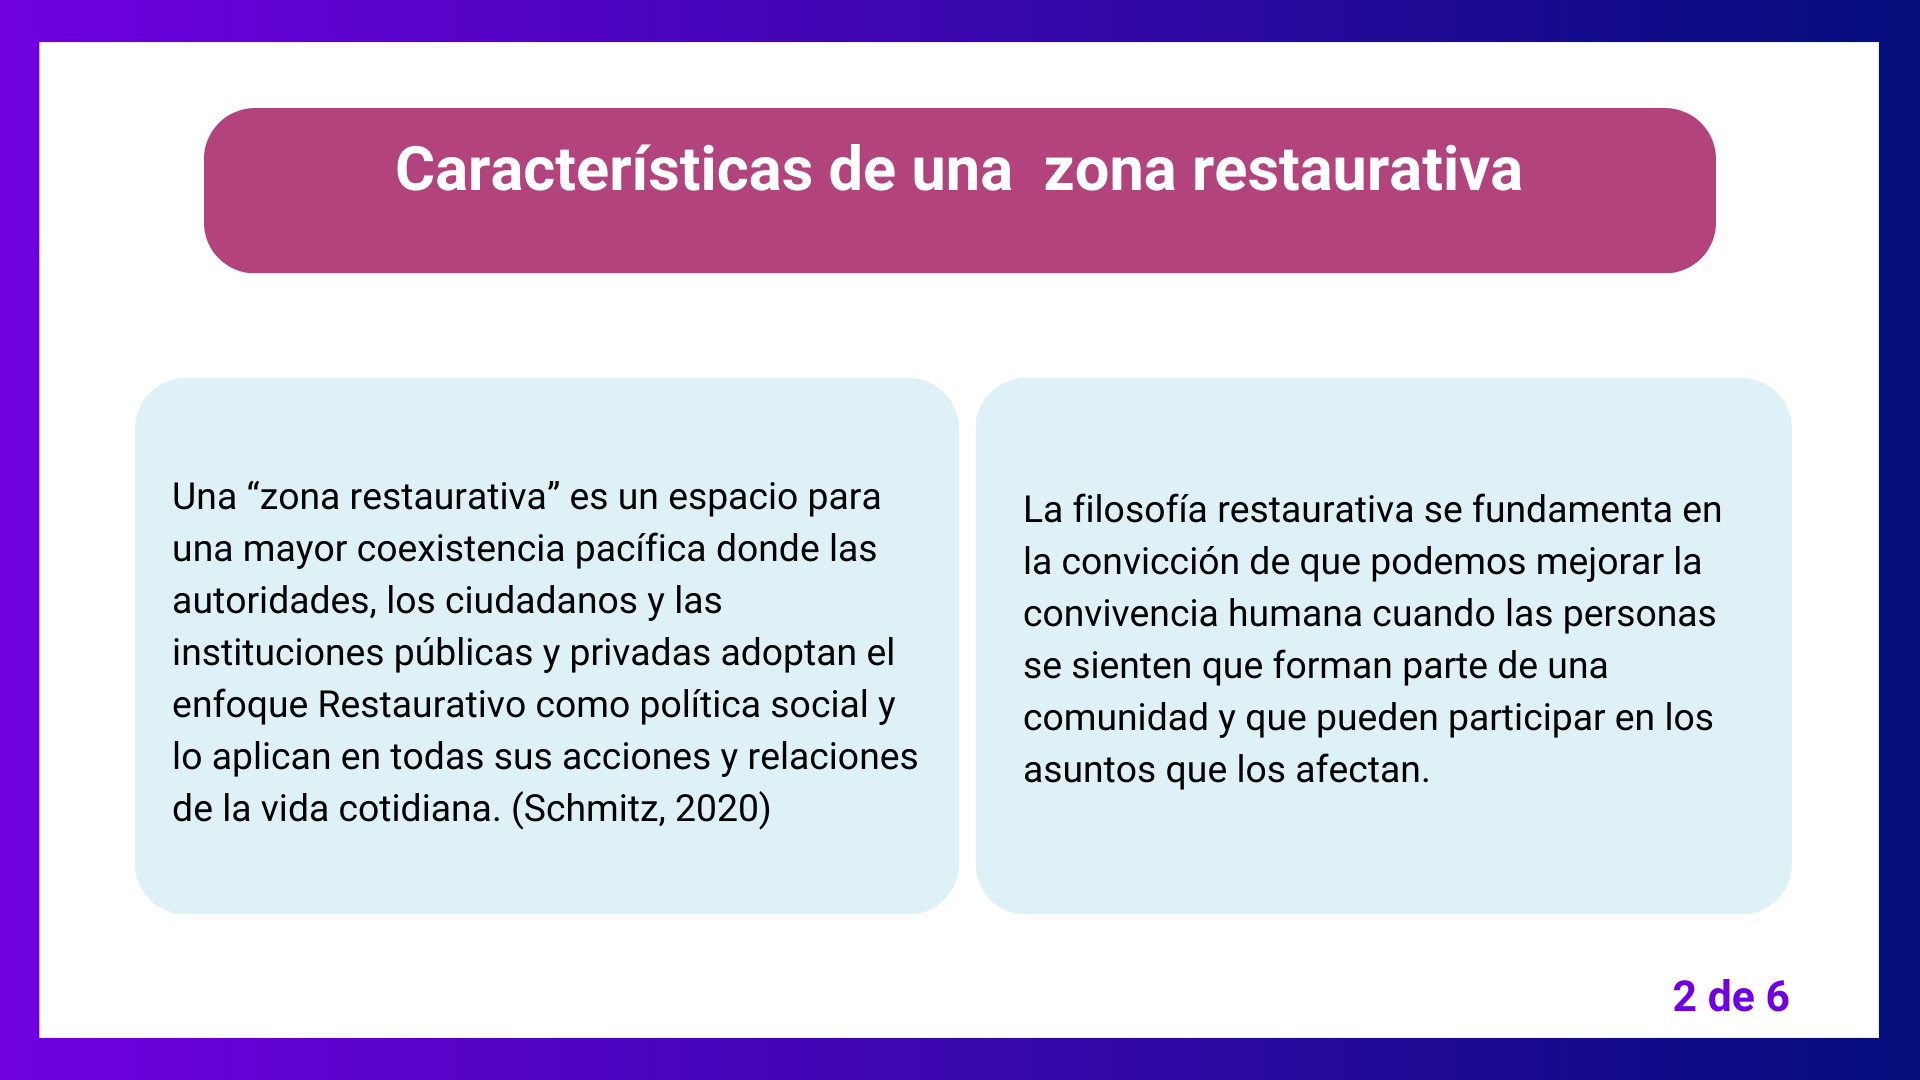 Características de una  zona restaurativa
Una “zona restaurativa” es un espacio para
una mayor coexistencia pacífica donde las
autoridades, los ciudadanos y las
instituciones públicas y privadas adoptan el
enfoque Restaurativo como política social y
lo aplican en todas sus acciones y relaciones
de la vida cotidiana. (Schmitz, 2020)
La filosofía restaurativa se fundamenta en
la convicción de que podemos mejorar la
convivencia humana cuando las personas
se sienten que forman parte de una
comunidad y que pueden participar en los
asuntos que los afectan.
2 de 6